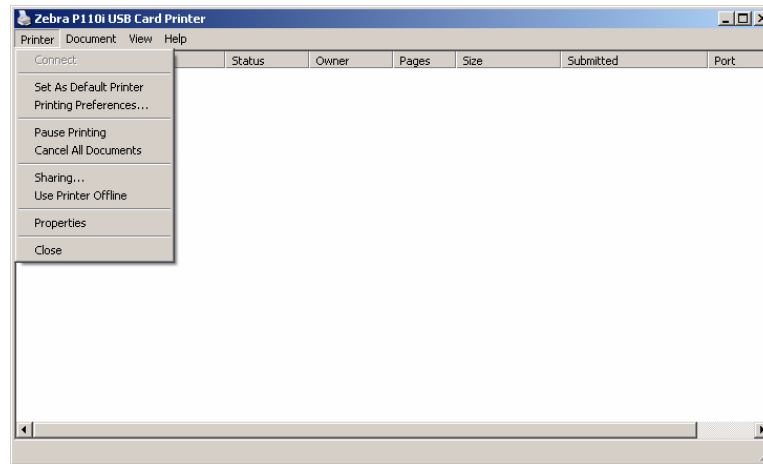 Zebra P110i USB Card Printer
Printer Document View Help
Connect
Status Owner Pages Size Submitted Port
Set As Default Printer
Printing Preferences...
Pause Printing
Cancel All Documents
Sharing...
Use Printer Offline
Properties
Close